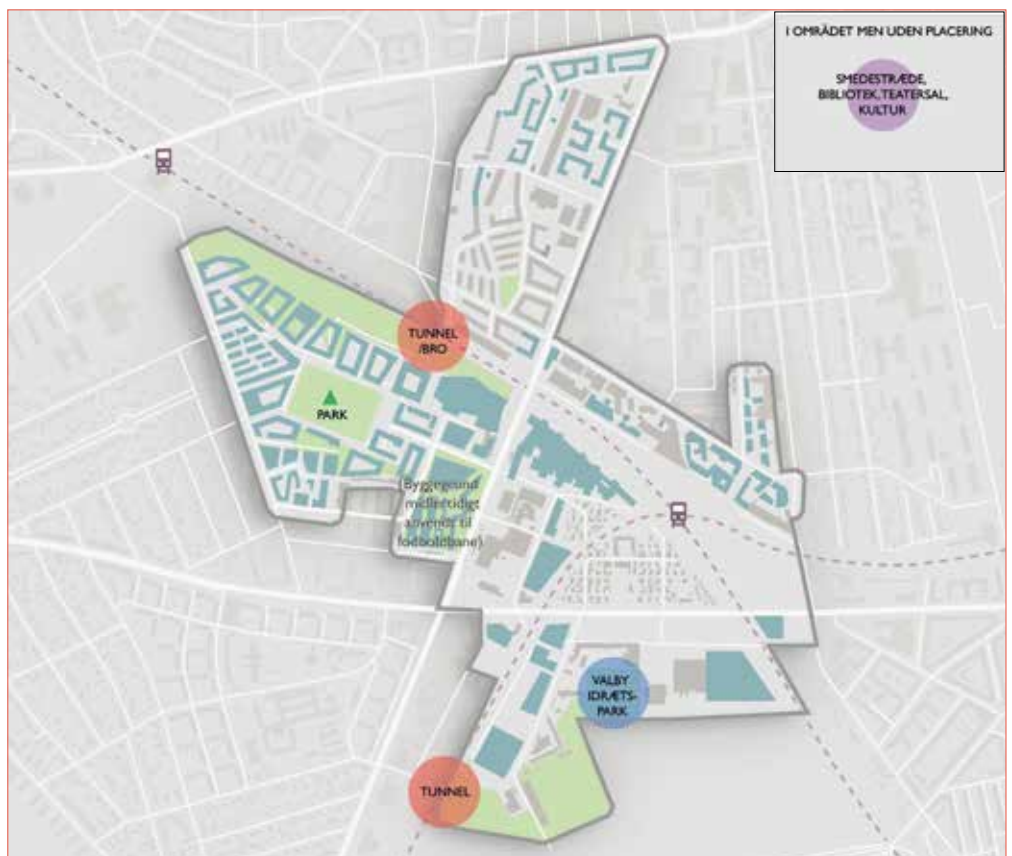 I OMRÅDET MEN UDEN PLACERING
SMEDESTRÆDE,
BIBLIOTEK, TEATERSAL,
KULTUR
TUNNEL
/BRO
PARK
(Byggegrund
midlertidigt
anvendt til
fodboldbane)
VALBY
IDRÆTS-
PARK
TUNNEL